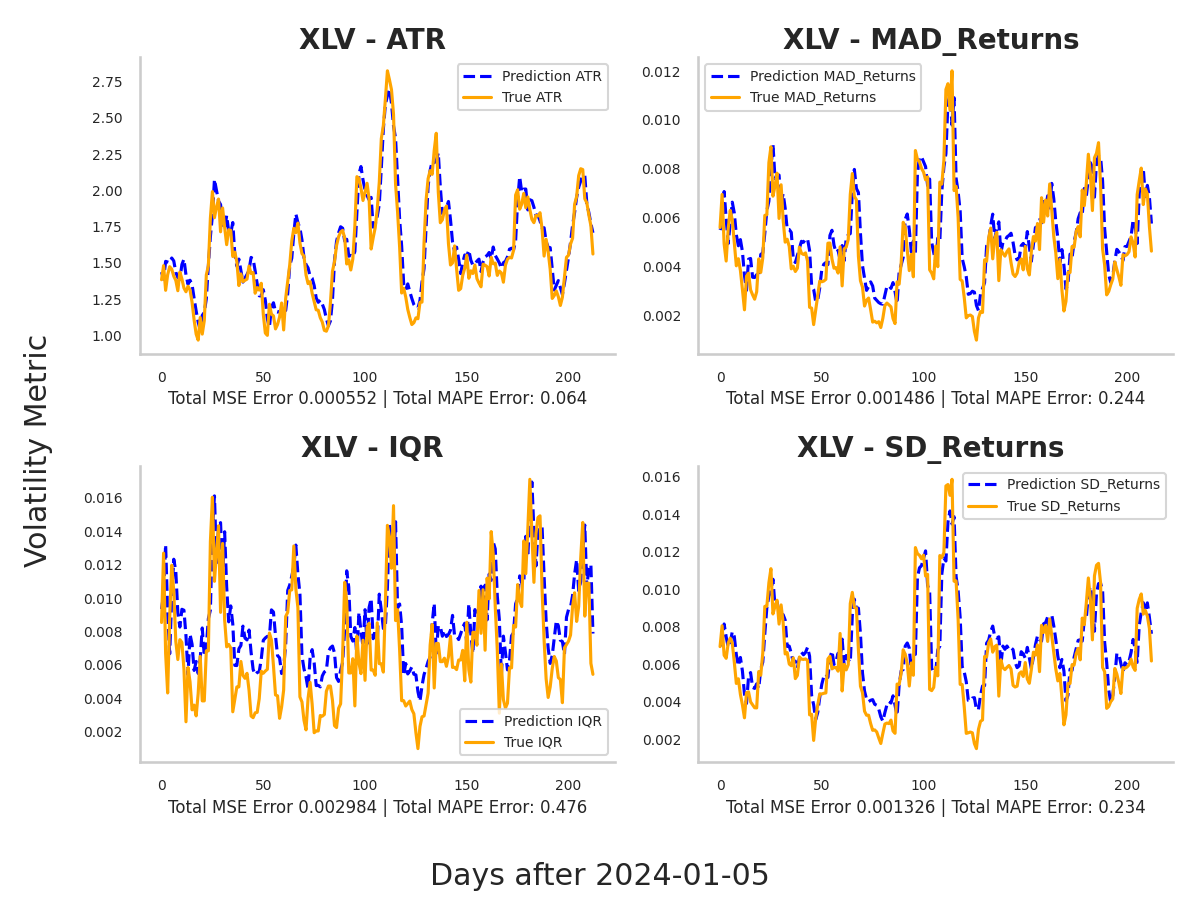 XLV - ATR
2.75
2.50
2.25
2.00
1.75
1.50
1.25
1.00
Prediction ATR
True ATR
0 50 100 150 200
Total MSE Error 0.000552 | Total MAPE Error: 0.064
XLV - MAD_Returns
0.012
0.010
0.008
0.006
0.004
0.002
Prediction MAD_Returns
True MAD_Returns
0 50 100 150 200
Total MSE Error 0.001486 | Total MAPE Error: 0.244
Volatility Metric
XLV - IQR
0.016
0.014
0.012
0.010
0.008
0.006
0.004
0.002
Prediction IQR
True IQR
0 50 100 150 200
Total MSE Error 0.002984 | Total MAPE Error: 0.476
XLV - SD_Returns
0.016
0.014
0.012
0.010
0.008
0.006
0.004
0.002
Prediction SD_Returns
True SD_Returns
0 50 100 150 200
Total MSE Error 0.001326 | Total MAPE Error: 0.234
Days after 2024-01-05